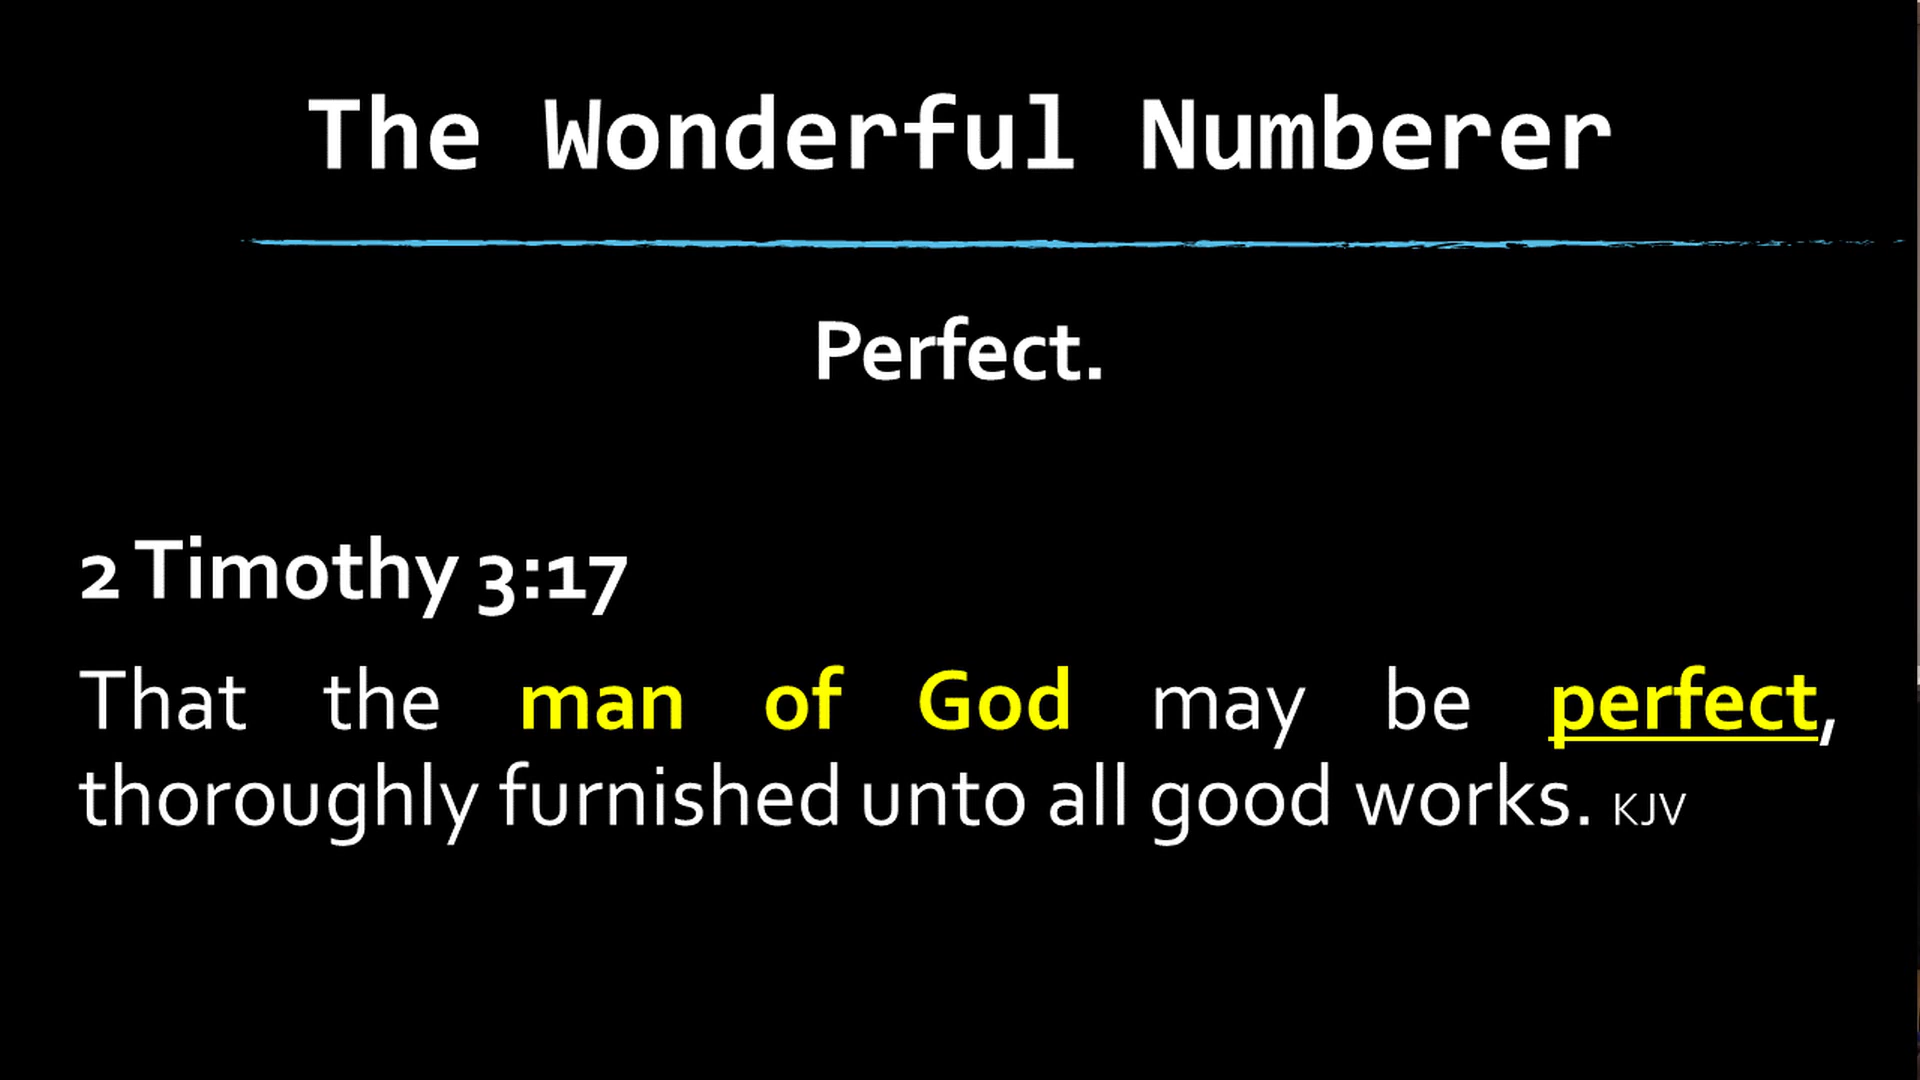 The Wonderful Numberer
Perfect.
2 Timothy 3:17
That the man of God may be perfect,
thoroughly furnished unto all good works. KJV